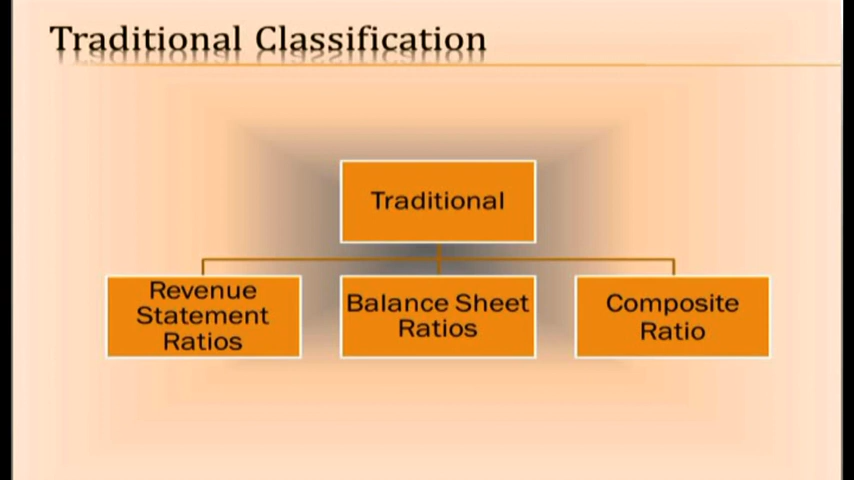 Traditional Classification
Traditional
Revenue
Statement
Ratios
Balance Sheet
Ratios
Composite
Ratio